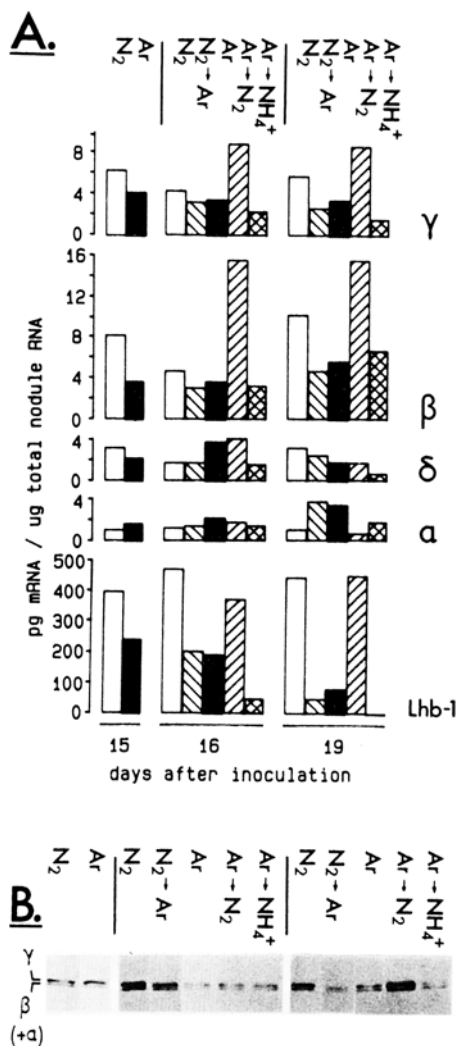 A.
N₂
Ar
N₂
N₂→Ar
Ar
Ar→N₂
Ar→NH₄⁺
N₂
N₂→Ar
Ar
Ar→N₂
Ar→NH₄⁺
pg mRNA / ug total nodule RNA
8
4
0
γ
16
12
8
4
0
β
4
0
δ
4
0
α
500
400
300
200
100
0
Lhb-1
15
16
19
days after inoculation
B.
N₂
Ar
N₂
N₂→Ar
Ar
Ar→N₂
Ar→NH₄⁺
N₂
N₂→Ar
Ar
Ar→N₂
Ar→NH₄⁺
γ
β
(+α)